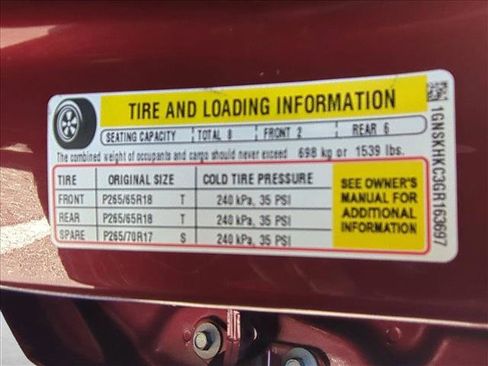 TIRE AND LOADING INFORMATION
SEATING CAPACITY TOTAL 8 FRONT 2 REAR 6
The combined weight of occupants and cargo should never exceed 698 kg or 1539 lbs.
TIRE ORIGINAL SIZE COLD TIRE PRESSURE
FRONT P265/65R18 T 240 kPa, 35 PSI
REAR P265/65R18 T 240 kPa, 35 PSI
SPARE P265/70R17 S 240 kPa, 35 PSI
SEE OWNER'S
MANUAL FOR
ADDITIONAL
INFORMATION
1GNSKHKC3GR163697